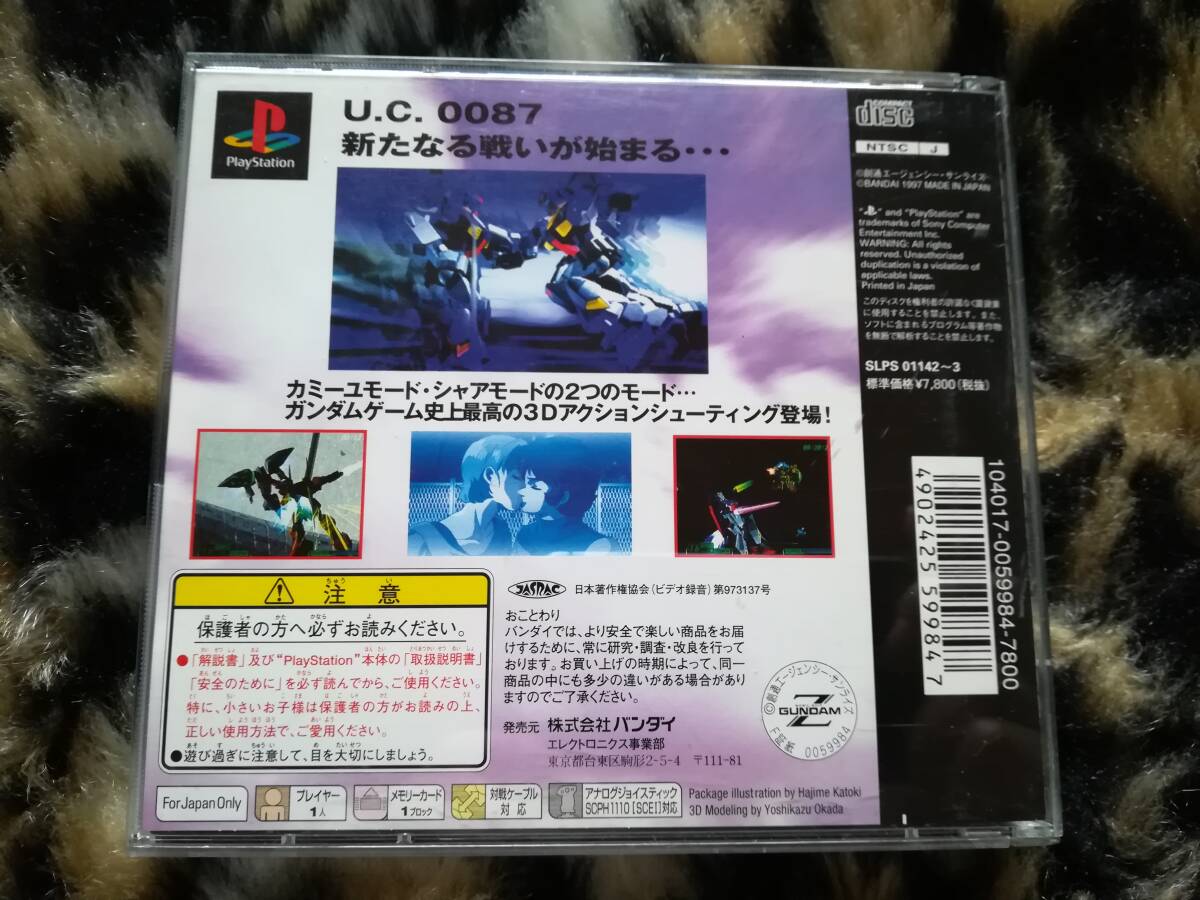 PlayStation
U.C. 0087
新たなる戦いが始まる・・・
カミーユモード・シャアモードの2つのモード…
ガンダムゲーム史上最高の3Dアクションシューティング登場!
注意
保護者の方へ必ずお読みください。
●「解説書」及び“PlayStation”本体の「取扱説明書」
「安全のために」を必ず読んでから、ご使用ください。
特に、小さいお子様は保護者の方がお読みの上、
正しい使用方法で、ご愛用ください。
●遊び過ぎに注意して、目を大切にしましょう。
JASRAC
日本著作権協会(ビデオ録音)第973137号
おことわり
バンダイでは、より安全で楽しい商品をお届
けするために、常に研究・調査・改良を行って
おります。お買い上げの時期によって、同一
商品の中にも多少の違いがある場合があり
ますのでご了承ください。
発売元 株式会社バンダイ
エレクトロニクス事業部
東京都台東区駒形2-5-4 〒111-81
©創通エージェンシー・サンライズ
Z GUNDAM
0059984
For Japan Only
プレイヤー
1人
メモリーカード
1ブロック
対戦ケーブル
対応
アナログジョイスティック
SCPH1110[SCEI]対応
Package illustration by Hajime Katoki
3D Modeling by Yoshikazu Okada
COMPACT
disc
NTSC J
©創通エージェンシー・サンライズ
©BANDAI 1997 MADE IN JAPAN
" " and "PlayStation" are
trademarks of Sony Computer
Entertainment Inc.
WARNING: All rights
reserved. Unauthorized
duplication is a violation of
applicable laws.
Printed in Japan
このディスクを権利者の許諾なく賃貸業
に使用することを禁止します。また、
ソフトに含まれるプログラム等著作物
を無断で解析することも禁止します。
SLPS 01142~3
標準価格¥7,800(税抜)
104017-0059984-7800
4902425 599847